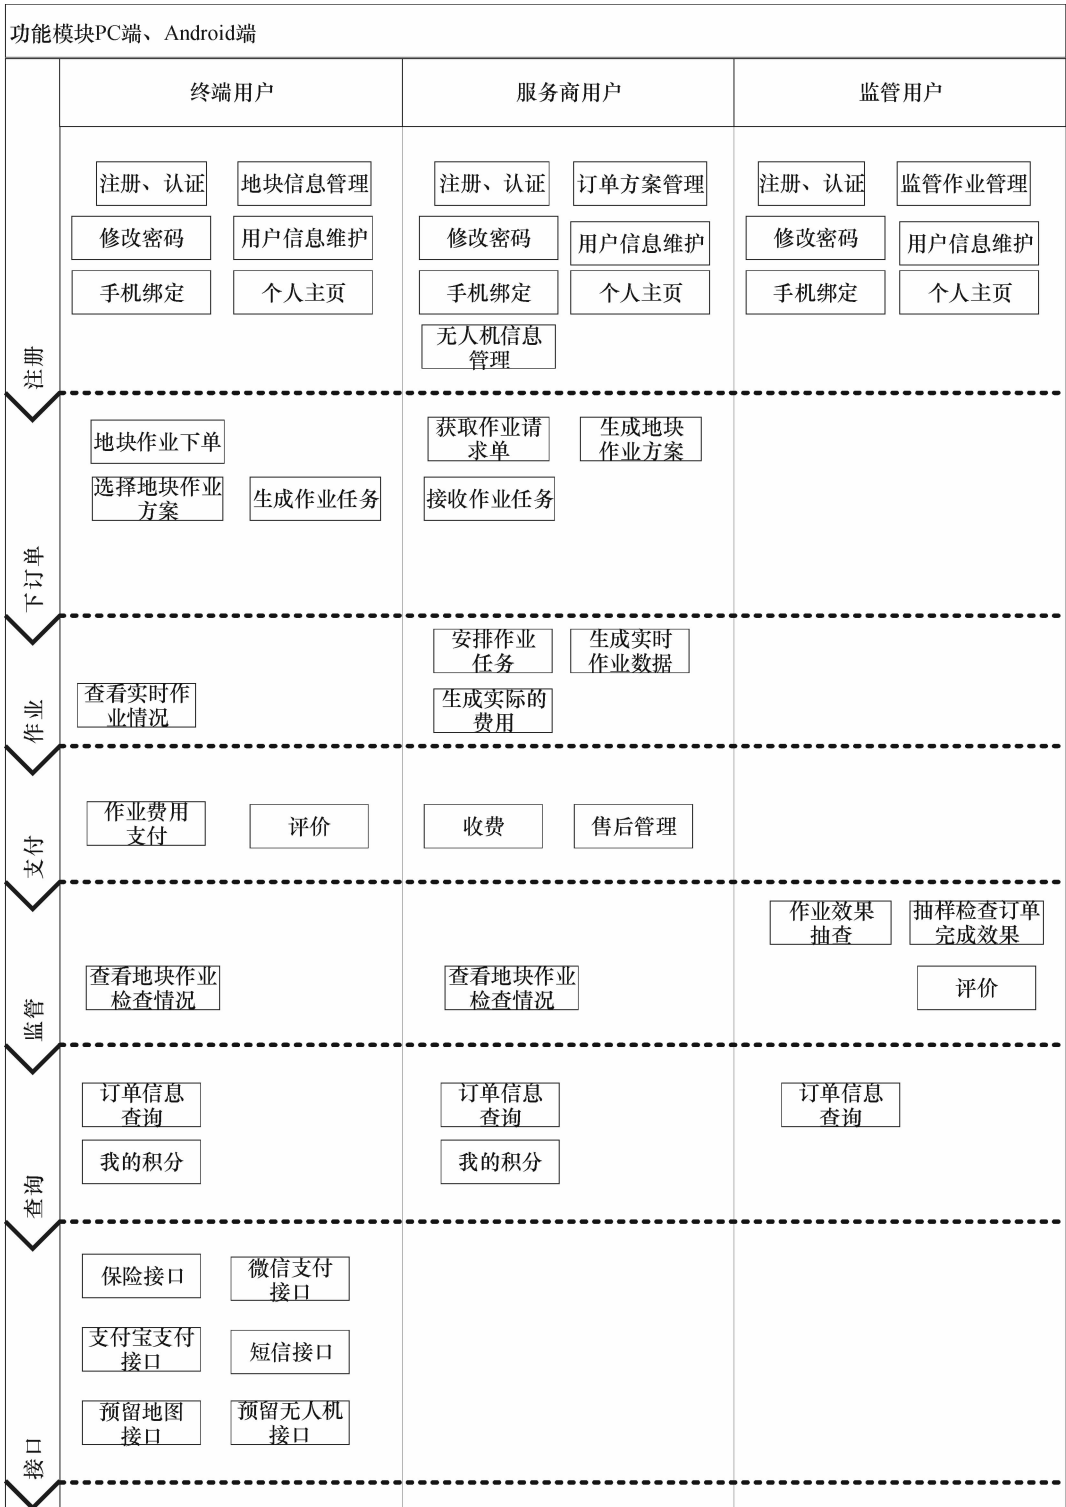 功能模块PC端、Android端
终端用户
服务商用户
监管用户
注册
注册、认证
地块信息管理
修改密码
用户信息维护
手机绑定
个人主页
注册、认证
订单方案管理
修改密码
用户信息维护
手机绑定
个人主页
无人机信息
管理
注册、认证
监管作业管理
修改密码
用户信息维护
手机绑定
个人主页
下订单
地块作业下单
选择地块作业
方案
生成作业任务
获取作业请
求单
生成地块
作业方案
接收作业任务
作业
查看实时作
业情况
安排作业
任务
生成实时
作业数据
生成实际的
费用
支付
作业费用
支付
评价
收费
售后管理
监管
查看地块作业
检查情况
查看地块作业
检查情况
作业效果
抽查
抽样检查订单
完成效果
评价
查询
订单信息
查询
我的积分
订单信息
查询
我的积分
订单信息
查询
接口
保险接口
微信支付
接口
支付宝支付
接口
短信接口
预留地图
接口
预留无人机
接口